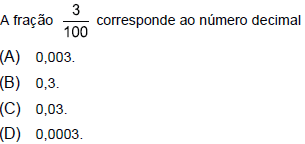 A fração 3/100 corresponde ao número decimal
(A) 0,003.
(B) 0,3.
(C) 0,03.
(D) 0,0003.